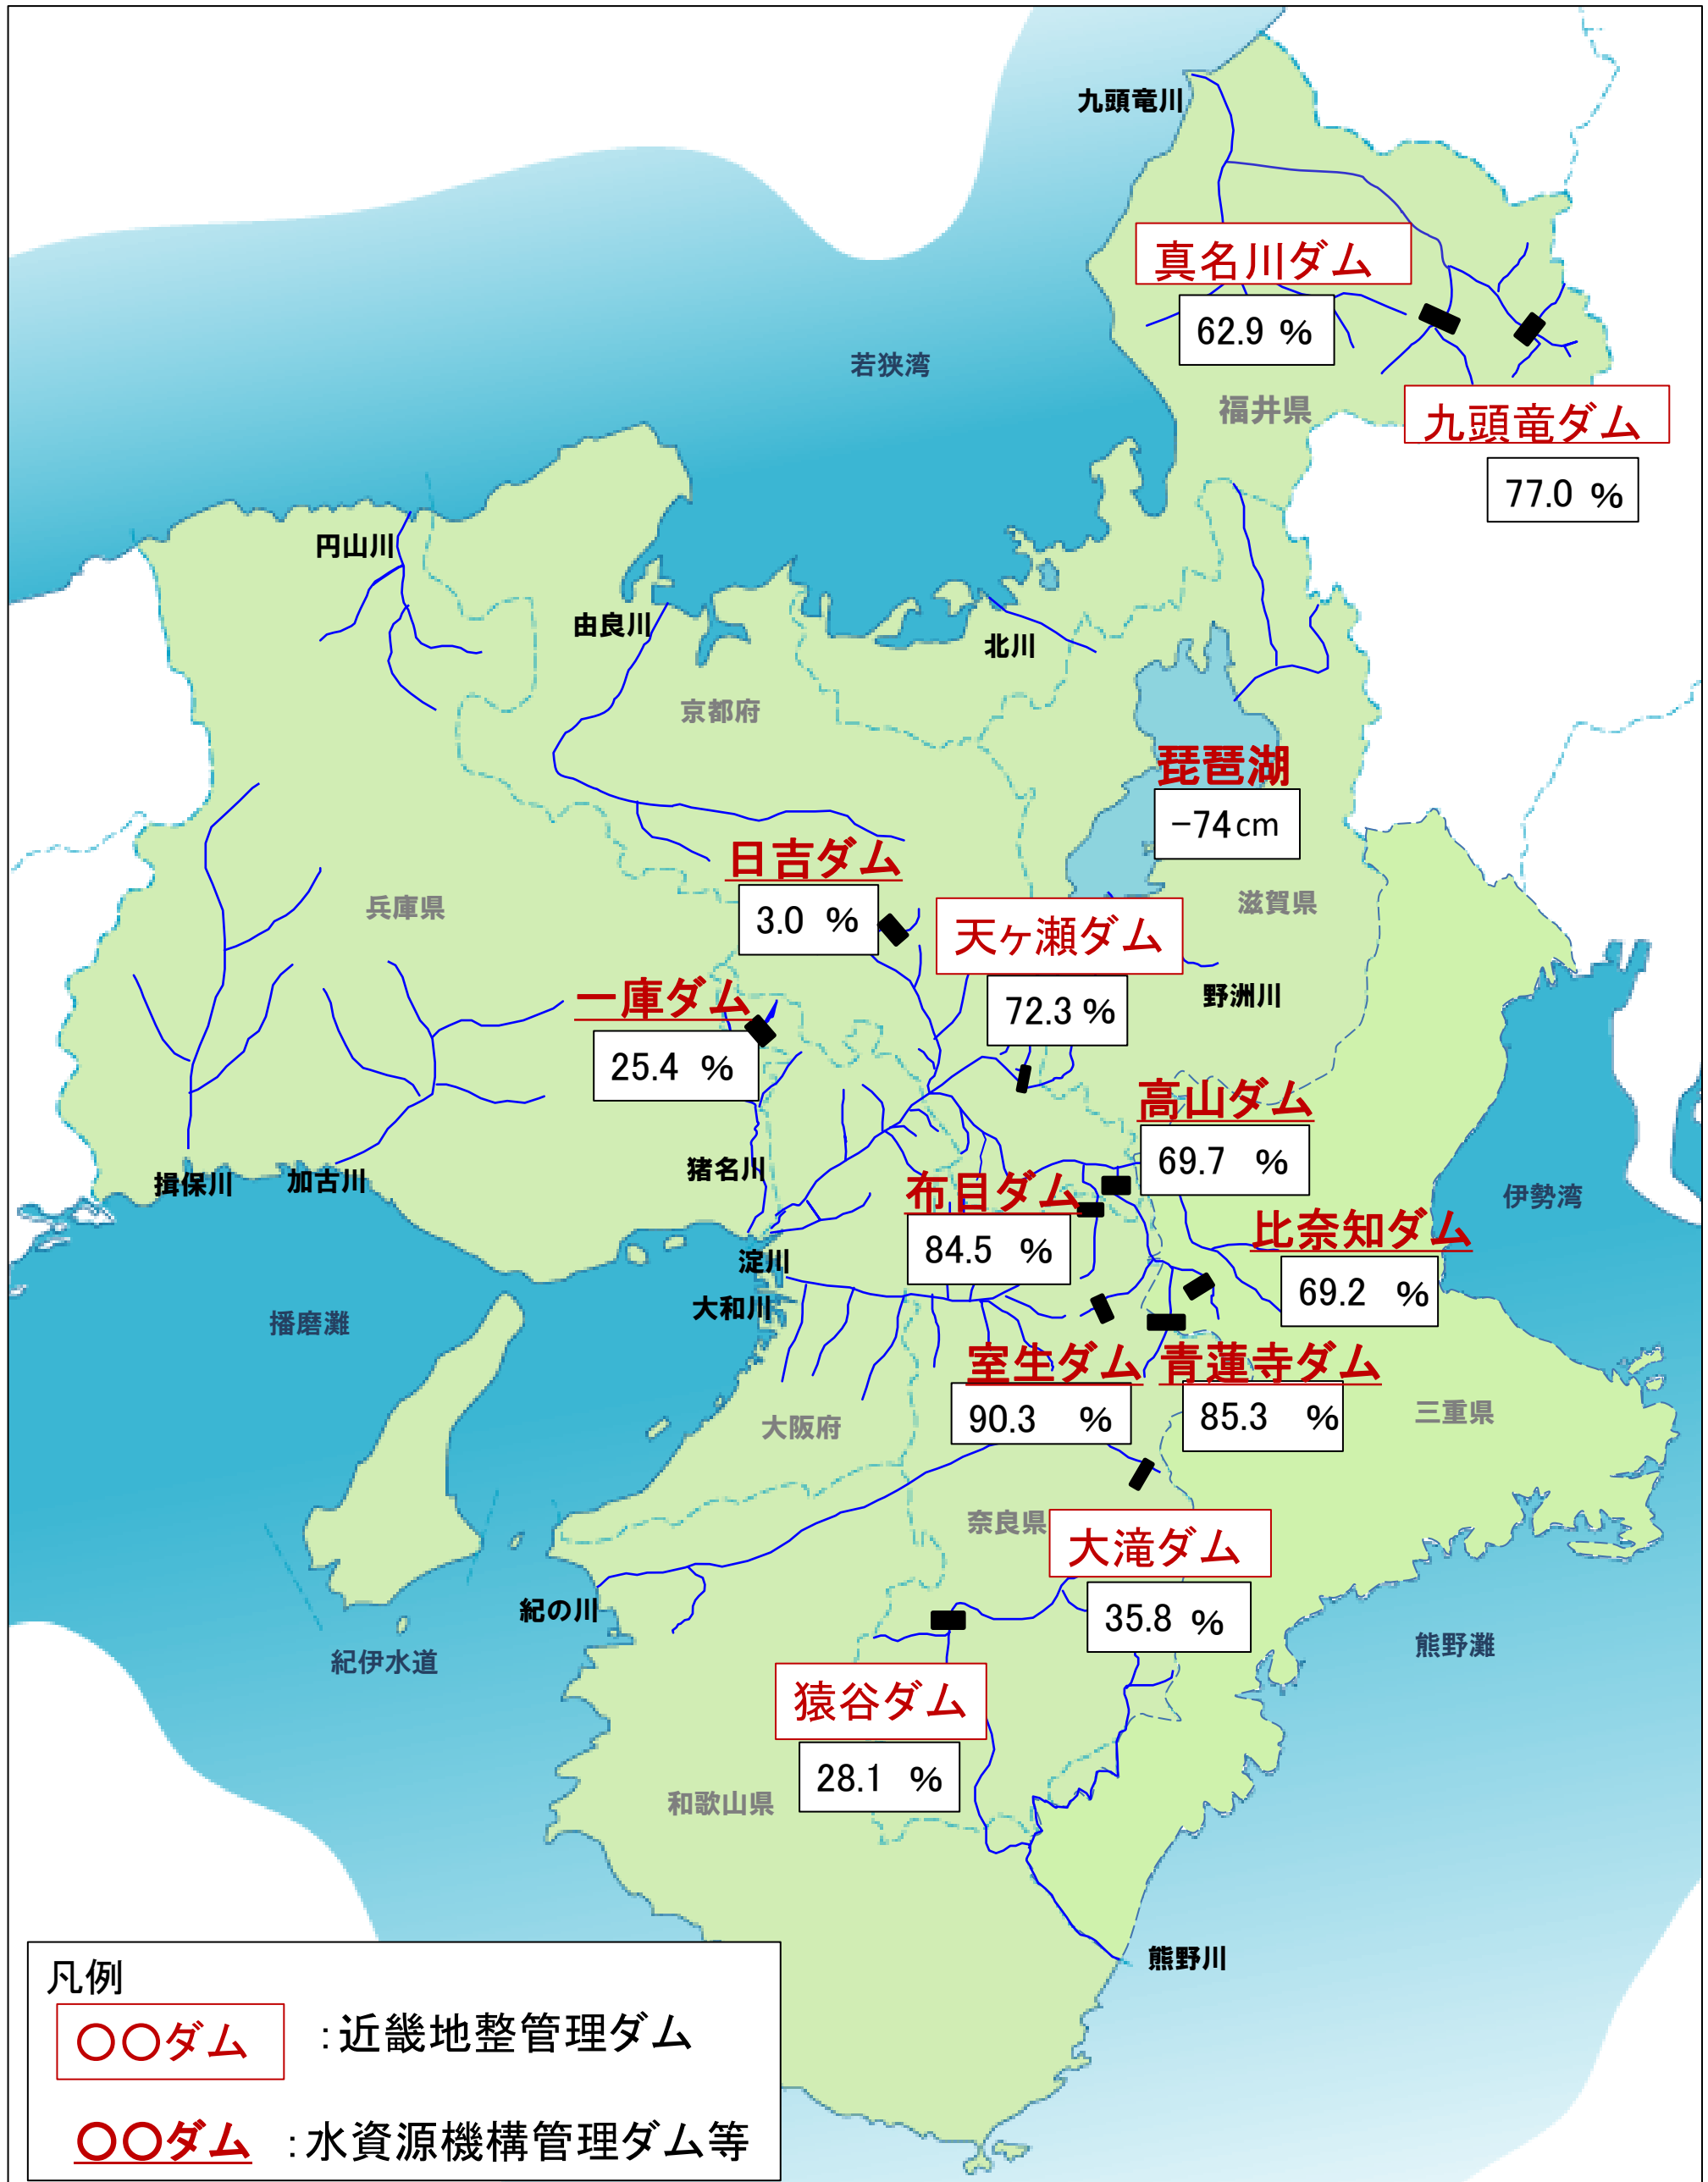 九頭竜川
真名川ダム
62.9 %
若狭湾
福井県
九頭竜ダム
77.0 %
円山川
由良川
北川
京都府
琵琶湖
−74cm
日吉ダム
3.0 %
兵庫県
天ヶ瀬ダム
72.3 %
滋賀県
野洲川
一庫ダム
25.4 %
高山ダム
69.7 %
猪名川
揖保川
加古川
布目ダム
84.5 %
伊勢湾
比奈知ダム
69.2 %
淀川
大和川
播磨灘
室生ダム
90.3 %
青蓮寺ダム
85.3 %
大阪府
三重県
奈良県
大滝ダム
35.8 %
紀の川
紀伊水道
熊野灘
猿谷ダム
28.1 %
和歌山県
熊野川
凡例
〇〇ダム :近畿地整管理ダム
〇〇ダム :水資源機構管理ダム等